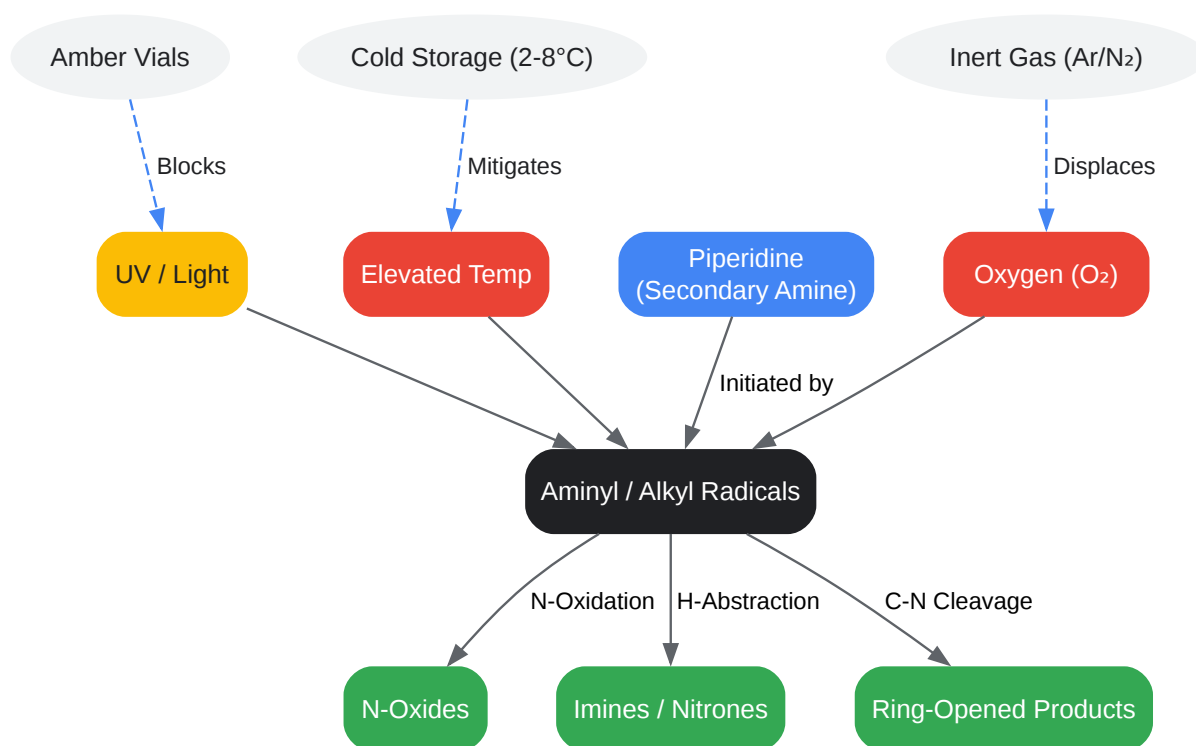 Amber Vials
Cold Storage (2-8°C)
Inert Gas (Ar/N₂)
Blocks
Mitigates
Displaces
UV / Light
Elevated Temp
Piperidine
(Secondary Amine)
Oxygen (O₂)
Initiated by
Aminyl / Alkyl Radicals
N-Oxidation
H-Abstraction
C-N Cleavage
N-Oxides
Imines / Nitrones
Ring-Opened Products